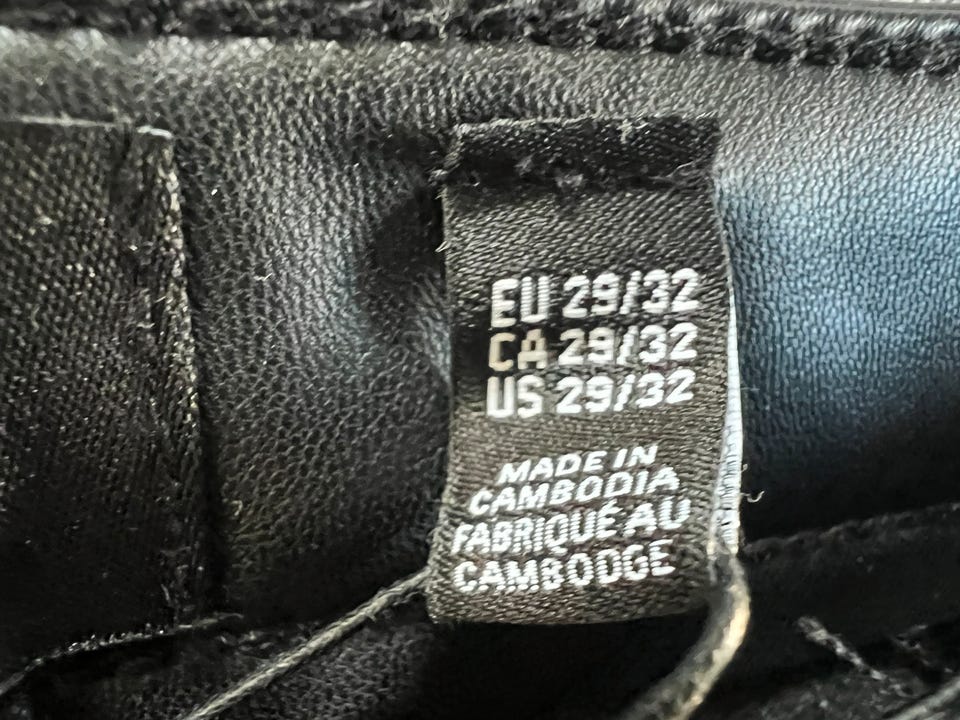 EU 29/32
CA 29/32
US 29/32
MADE IN
CAMBODIA
FABRIQUÉ AU
CAMBODGE